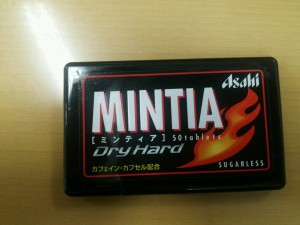 Asahi
MINTIA
[ミンティア] 50tablets
Dry Hard
カフェイン・カプセル配合
SUGARLESS